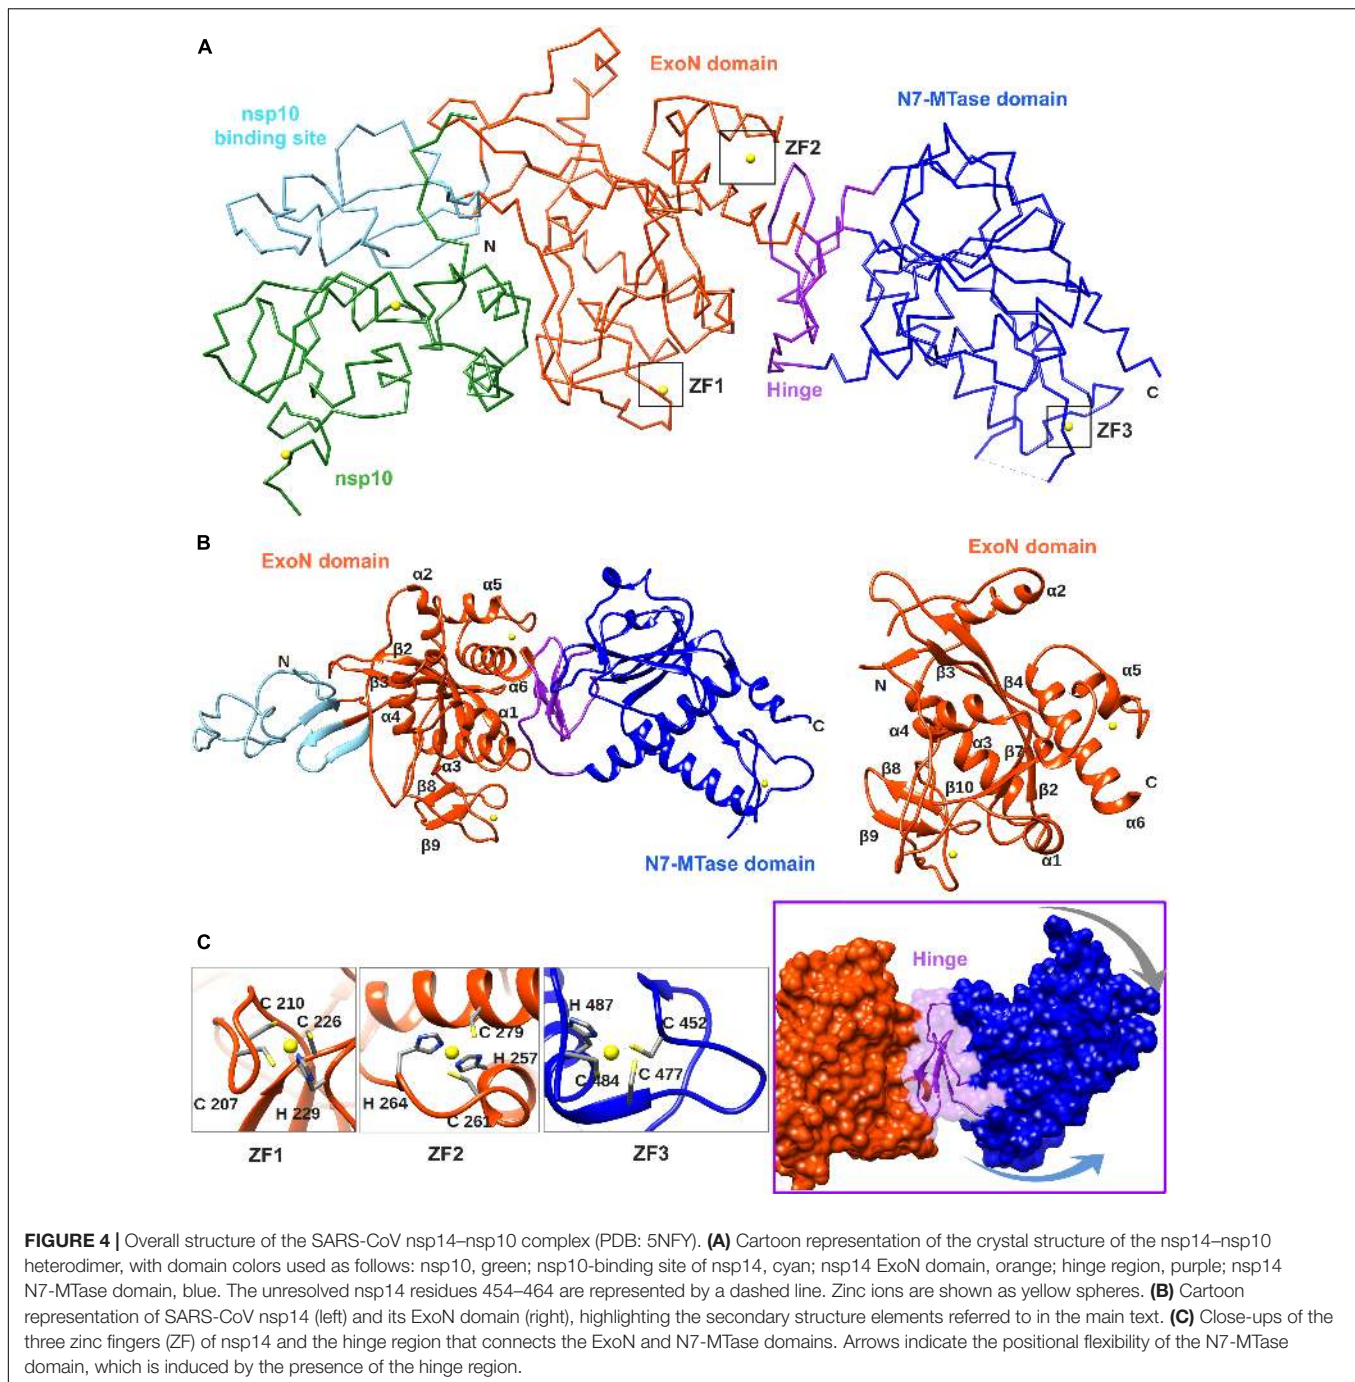 A
ExoN domain
N7-MTase domain
nsp10
binding site
ZF2
N
ZF1
Hinge
C
ZF3
nsp10
B
ExoN domain
ExoN domain
α2
α5
α2
N
β2
β3
α6
α4
α1
α3
β8
β9
C
N7-MTase domain
N
β3
β4
α5
α4
α3
β7
β8
β10
β2
C
β9
α6
α1
C
Hinge
C 210
C 226
C 207
H 229
C 279
H 257
H 264
C 261
H 487
C 452
C 484
C 477
ZF1
ZF2
ZF3
FIGURE 4 | Overall structure of the SARS-CoV nsp14–nsp10 complex (PDB: 5NFY). (A) Cartoon representation of the crystal structure of the nsp14–nsp10
heterodimer, with domain colors used as follows: nsp10, green; nsp10-binding site of nsp14, cyan; nsp14 ExoN domain, orange; hinge region, purple; nsp14
N7-MTase domain, blue. The unresolved nsp14 residues 454–464 are represented by a dashed line. Zinc ions are shown as yellow spheres. (B) Cartoon
representation of SARS-CoV nsp14 (left) and its ExoN domain (right), highlighting the secondary structure elements referred to in the main text. (C) Close-ups of the
three zinc fingers (ZF) of nsp14 and the hinge region that connects the ExoN and N7-MTase domains. Arrows indicate the positional flexibility of the N7-MTase
domain, which is induced by the presence of the hinge region.